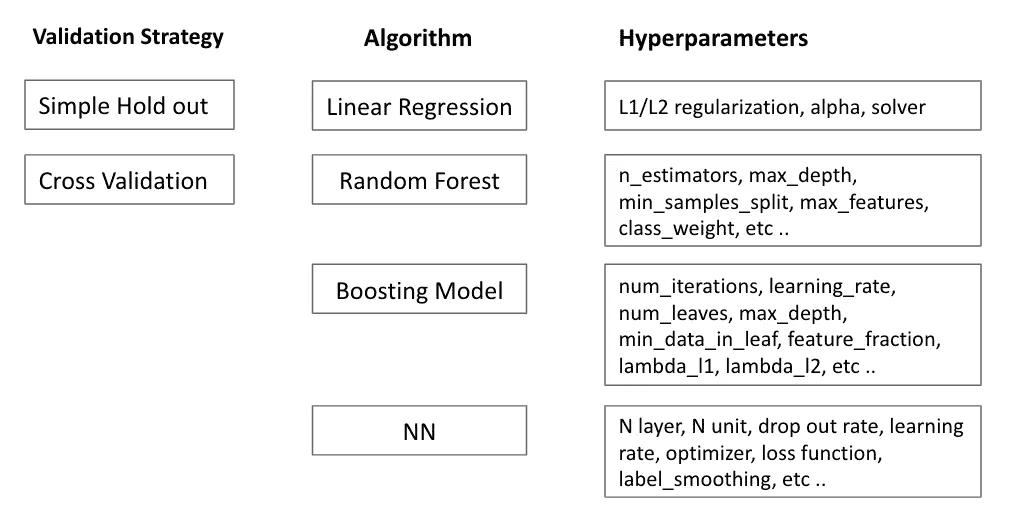 Validation Strategy
Algorithm
Hyperparameters
Simple Hold out
Linear Regression
L1/L2 regularization, alpha, solver
Cross Validation
Random Forest
n_estimators, max_depth,
min_samples_split, max_features,
class_weight, etc ..
Boosting Model
num_iterations, learning_rate,
num_leaves, max_depth,
min_data_in_leaf, feature_fraction,
lambda_l1, lambda_l2, etc ..
NN
N layer, N unit, drop out rate, learning
rate, optimizer, loss function,
label_smoothing, etc ..